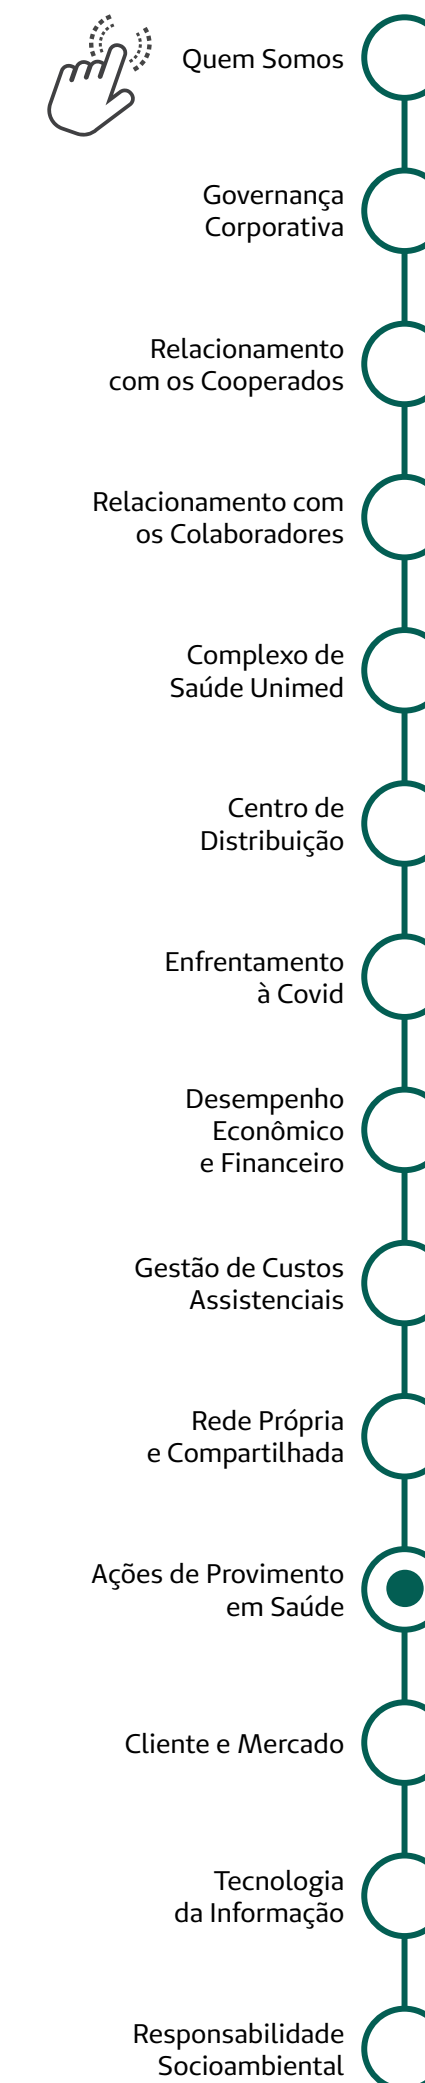 Quem Somos
Governança
Corporativa
Relacionamento
com os Cooperados
Relacionamento com
os Colaboradores
Complexo de
Saúde Unimed
Centro de
Distribuição
Enfrentamento
à Covid
Desempenho
Econômico
e Financeiro
Gestão de Custos
Assistenciais
Rede Própria
e Compartilhada
Ações de Provimento
em Saúde
Cliente e Mercado
Tecnologia
da Informação
Responsabilidade
Socioambiental